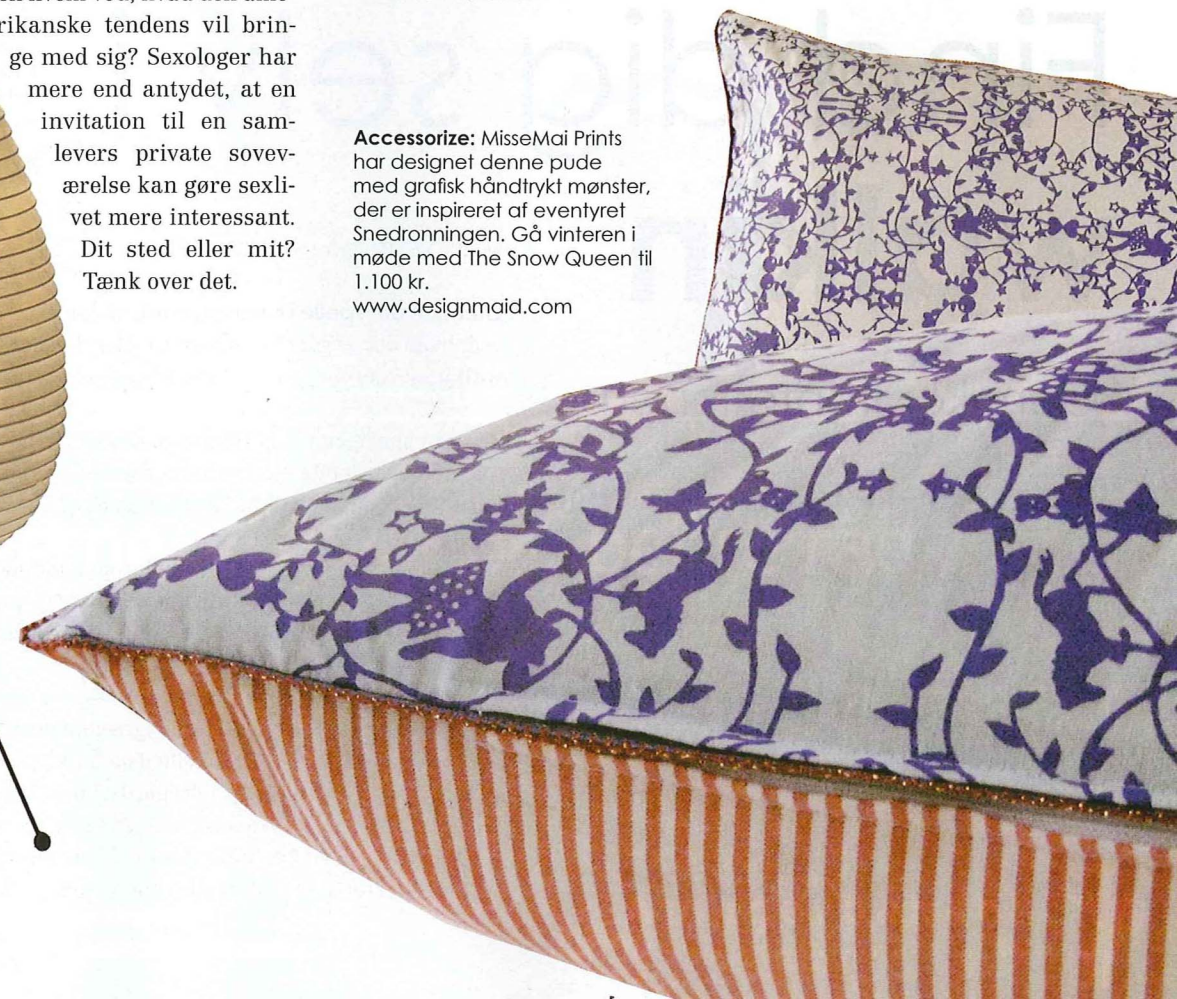 rikanske tendens vil brin-
ge med sig? Sexologer har
mere end antydet, at en
invitation til en sam-
levers private sovev-
ærelse kan gøre sexli-
vet mere interessant.
Dit sted eller mit?
Tænk over det.
Accessorize: MisseMai Prints
har designet denne pude
med grafisk håndtrykt mønster,
der er inspireret af eventyret
Snedronningen. Gå vinteren i
møde med The Snow Queen til
1.100 kr.
www.designmaid.com